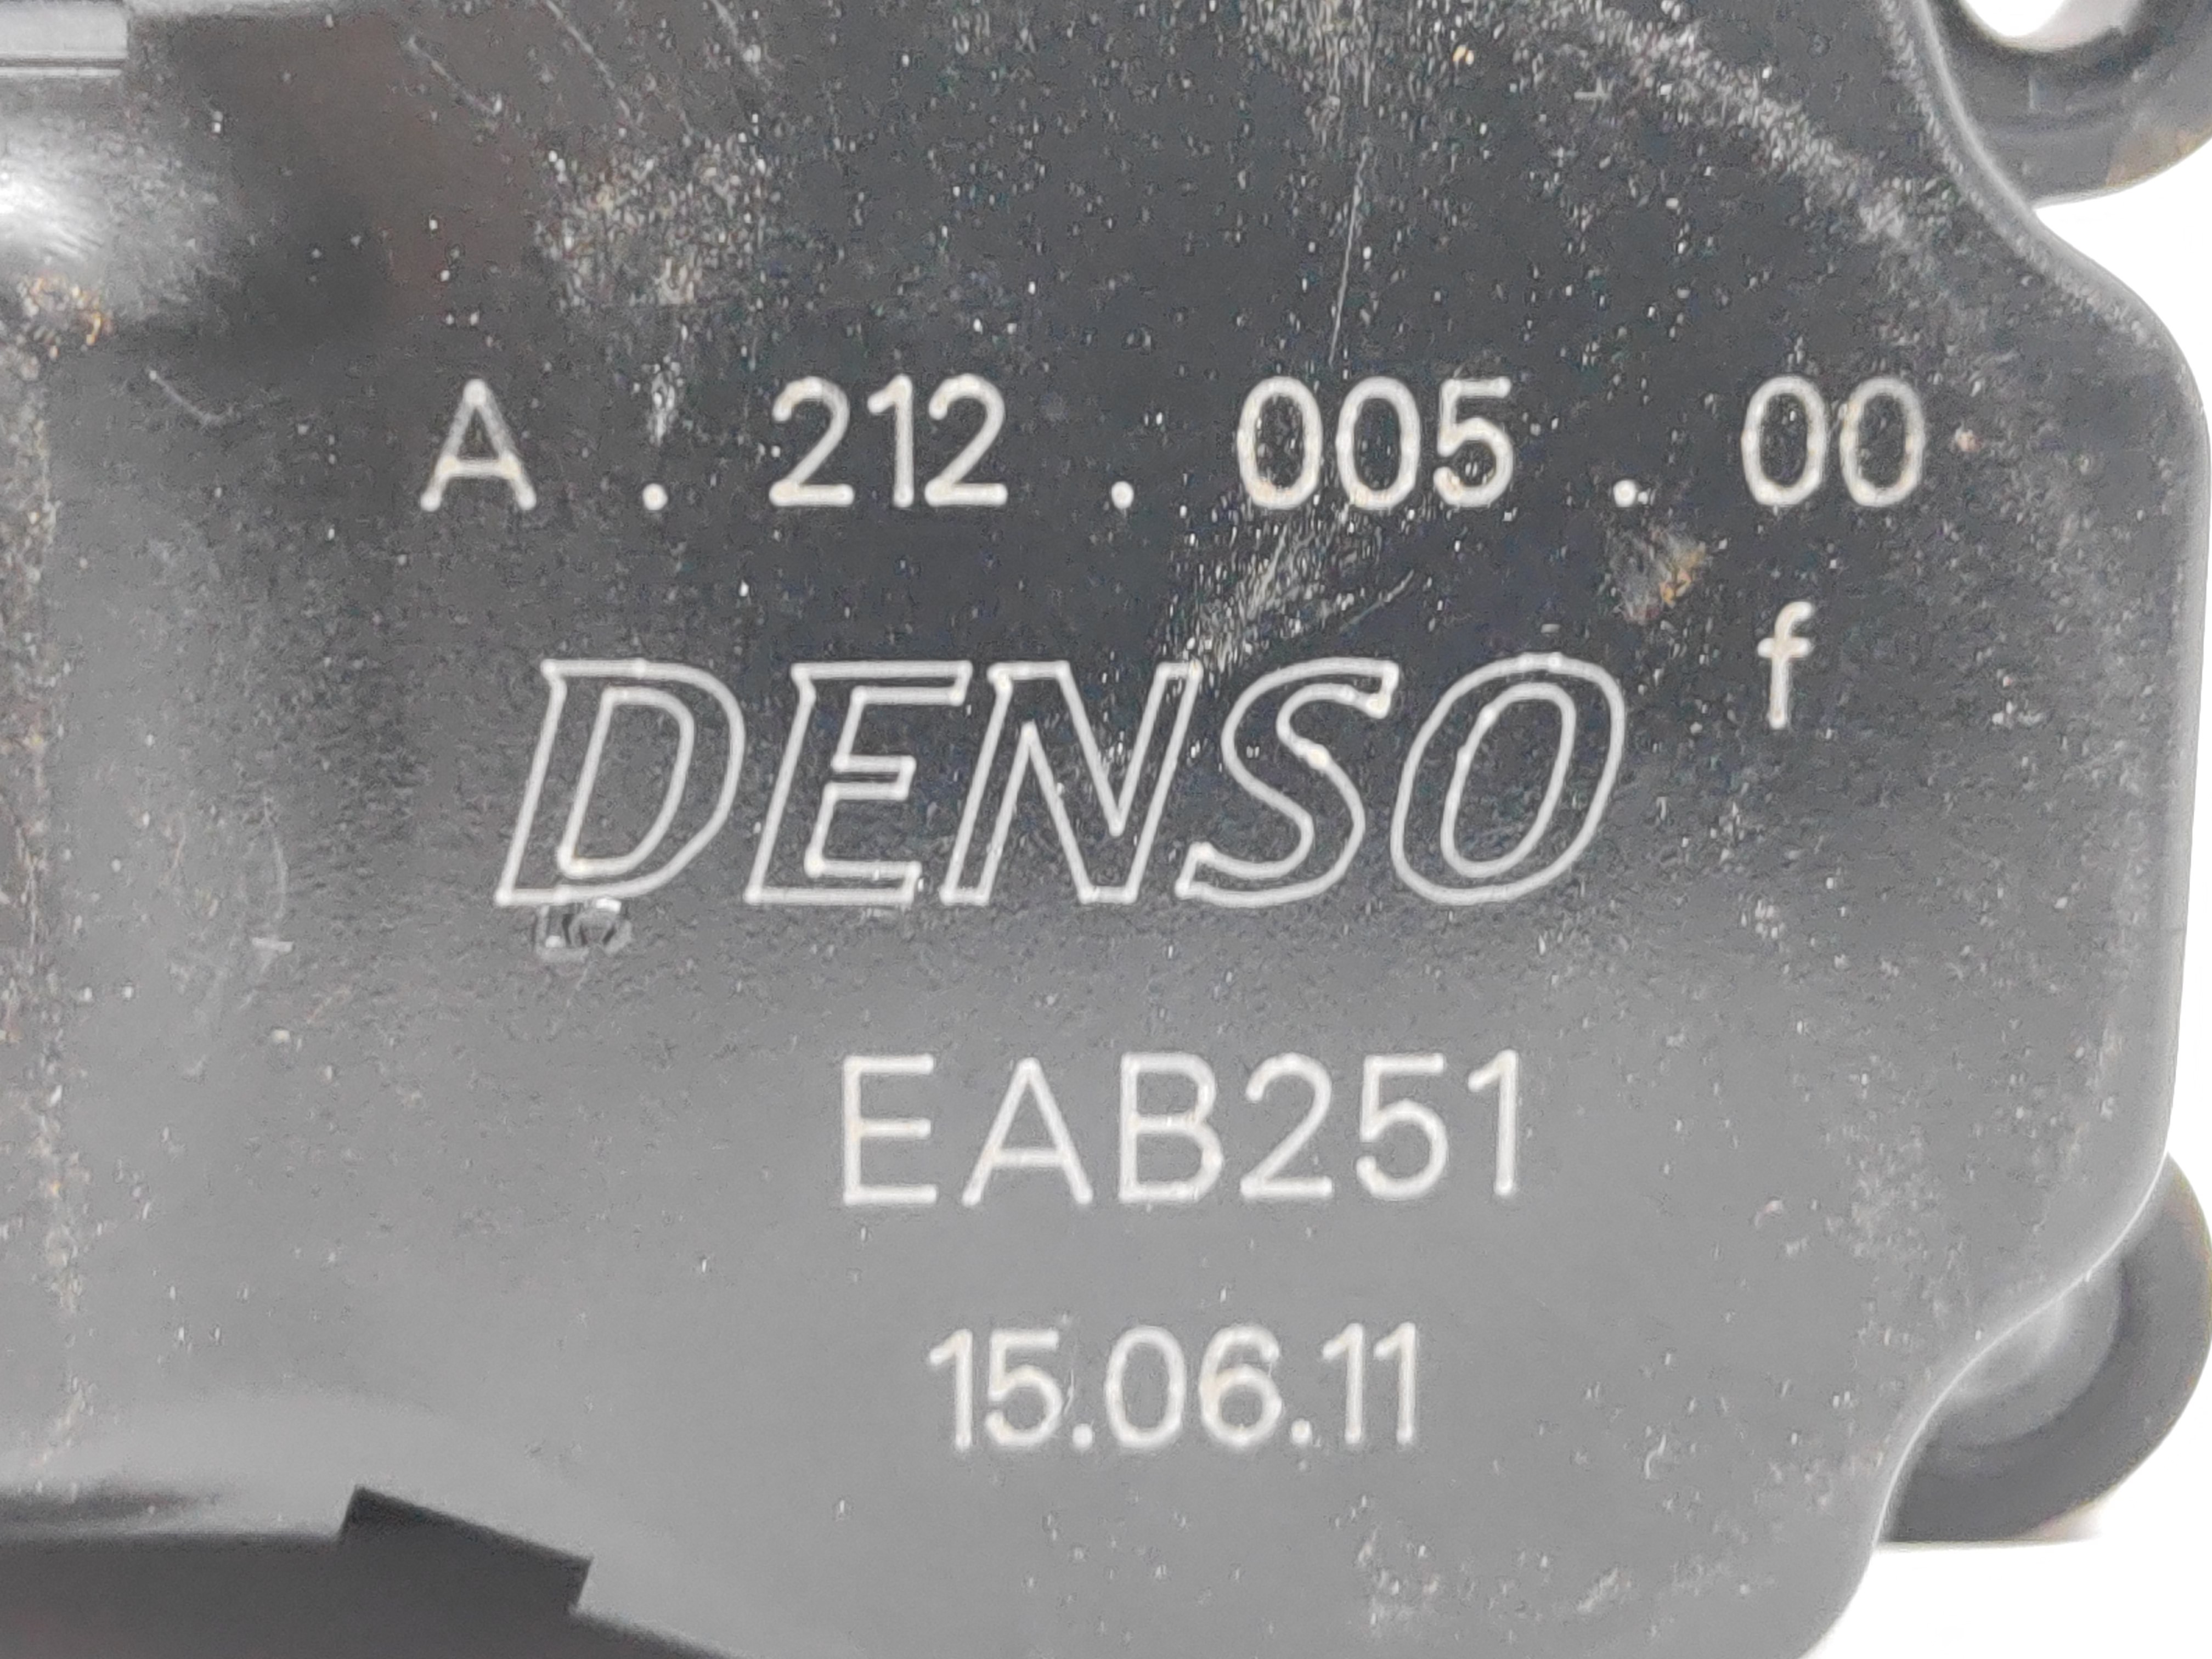 A . 212 . 005 . 00
f
DENSO
EAB251
15.06.11